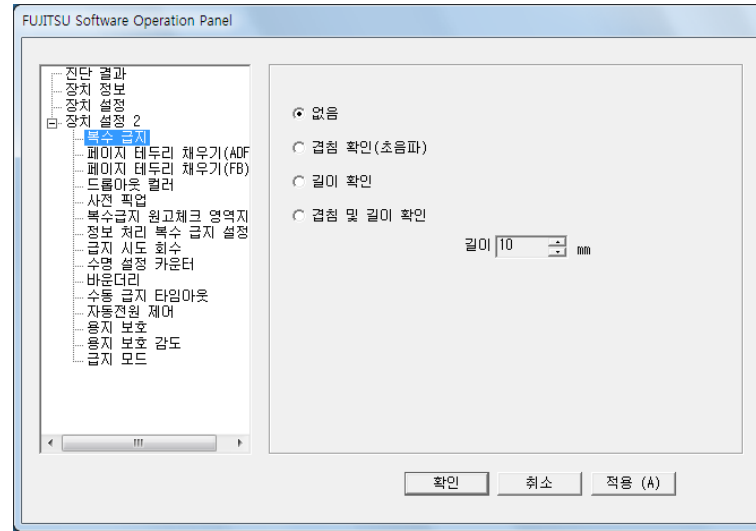 FUJITSU Software Operation Panel
진단 결과
장치 정보
장치 설정
장치 설정 2
복수 급지
페이지 테두리 채우기(ADF
페이지 테두리 채우기(FB)
드롭아웃 컬러
사전 픽업
복수급지 원고체크 영역지
정보 처리 복수 급지 설정
급지 시도 회수
수명 설정 카운터
바운더리
수동 급지 타임아웃
자동전원 제어
용지 보호
용지 보호 감도
급지 모드
없음
겹침 확인(초음파)
길이 확인
겹침 및 길이 확인
길이 10 mm
확인 취소 적용 (A)